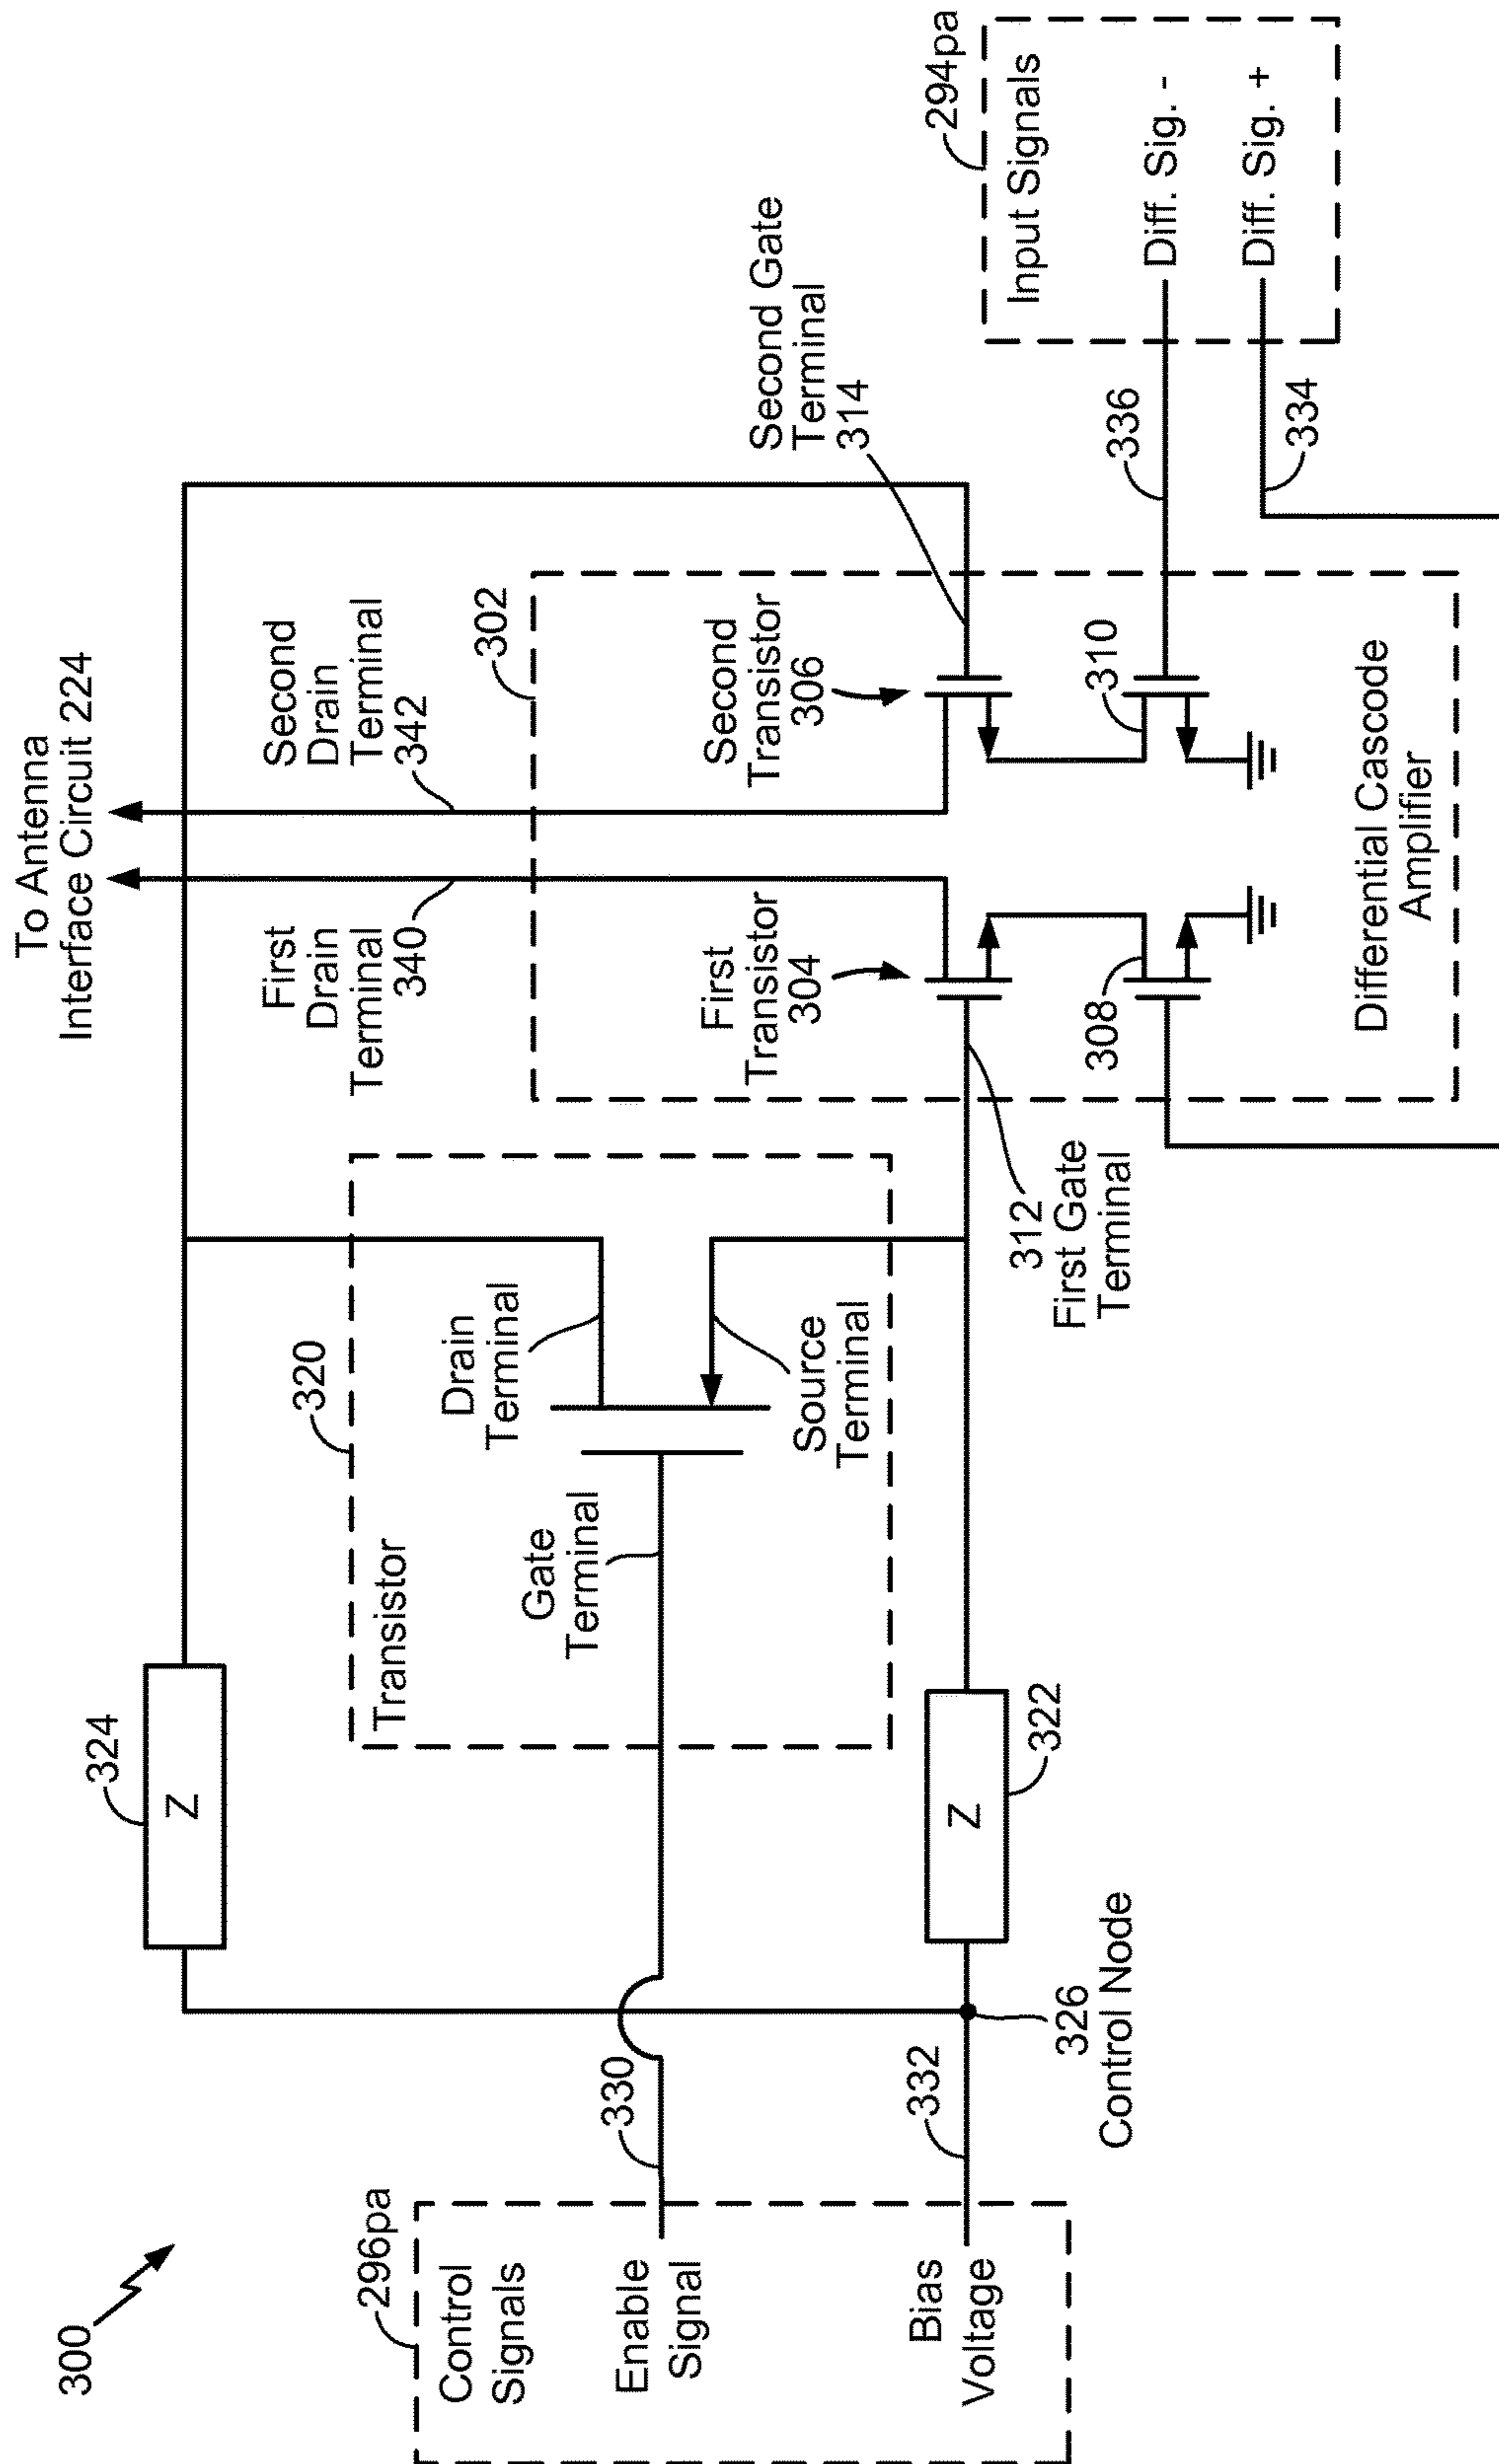 300
To Antenna
Interface Circuit 224
324
Z
First
Drain
Terminal
340
Second
Drain
Terminal
342
320
Transistor
Drain
Terminal
Gate
Terminal
Source
Terminal
302
First
Transistor
304
Second
Transistor
306
Second Gate
Terminal
314
296pa
Control
Signals
Enable
Signal
330
Bias
Voltage
332
326
Control Node
Z
322
312
First Gate
Terminal
308
310
Differential Cascode
Amplifier
336
334
294pa
Input Signals
Diff. Sig. -
Diff. Sig. +